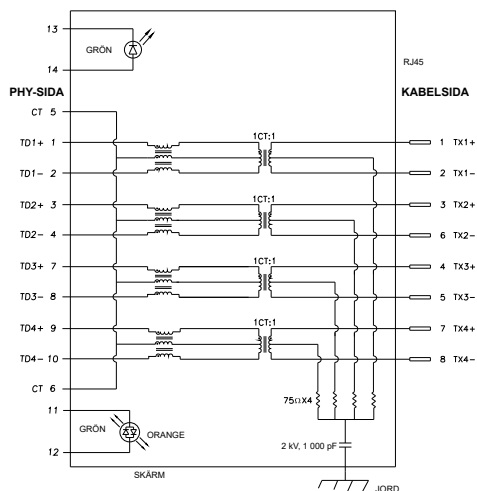 13
GRÖN
14
RJ45
PHY-SIDA
KABELSIDA
CT 5
1CT:1
TD1+ 1
1 TX1+
TD1- 2
2 TX1-
1CT:1
TD2+ 3
3 TX2+
TD2- 4
6 TX2-
1CT:1
TD3+ 7
4 TX3+
TD3- 8
5 TX3-
1CT:1
TD4+ 9
7 TX4+
TD4- 10
8 TX4-
CT 6
75ΩX4
11
GRÖN
ORANGE
2 kV, 1 000 pF
12
SKÄRM
JORD